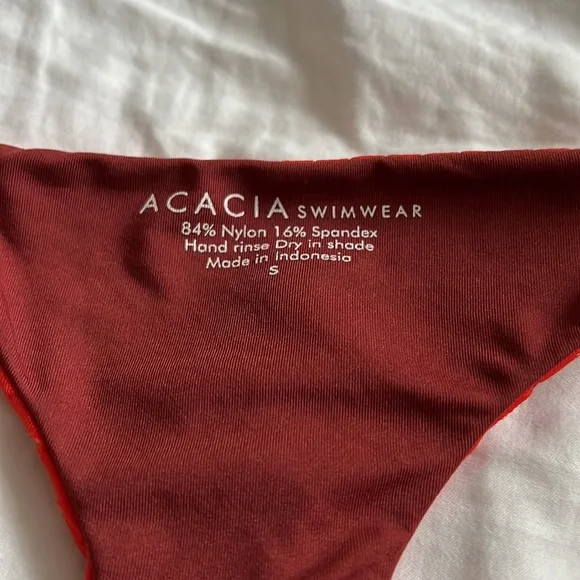 ACACIA SWIMWEAR
84% Nylon 16% Spandex
Hand rinse Dry in shade
Made in Indonesia
S